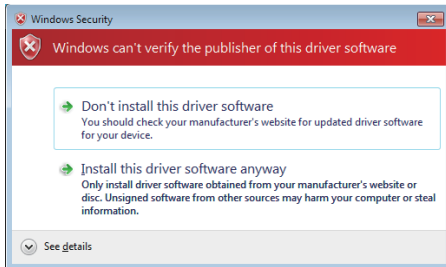 Windows Security
Windows can't verify the publisher of this driver software
Don't install this driver software
You should check your manufacturer's website for updated driver software
for your device.
Install this driver software anyway
Only install driver software obtained from your manufacturer's website or
disc. Unsigned software from other sources may harm your computer or steal
information.
See details